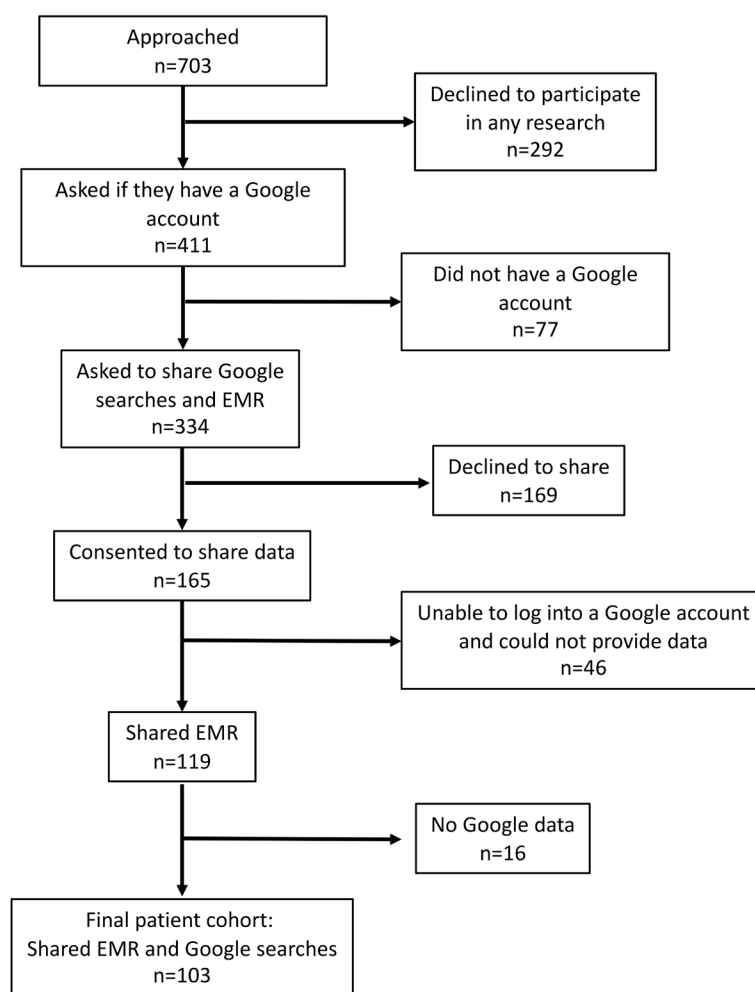 Approached
n=703
Declined to participate
in any research
n=292
Asked if they have a Google
account
n=411
Did not have a Google
account
n=77
Asked to share Google
searches and EMR
n=334
Declined to share
n=169
Consented to share data
n=165
Unable to log into a Google account
and could not provide data
n=46
Shared EMR
n=119
No Google data
n=16
Final patient cohort:
Shared EMR and Google searches
n=103